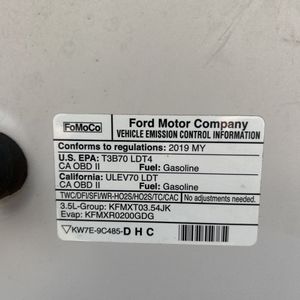 FoMoCo
Ford Motor Company
VEHICLE EMISSION CONTROL INFORMATION
Conforms to regulations: 2019 MY
U.S. EPA: T3B70 LDT4
CA OBD II Fuel: Gasoline
California: ULEV70 LDT
CA OBD II Fuel: Gasoline
TWC/DFI/SFI/WR-HO2S/HO2S/TC/CAC No adjustments needed.
3.5L-Group: KFMXT03.54JK
Evap: KFMXR0200GDG
KW7E-9C485-DHC